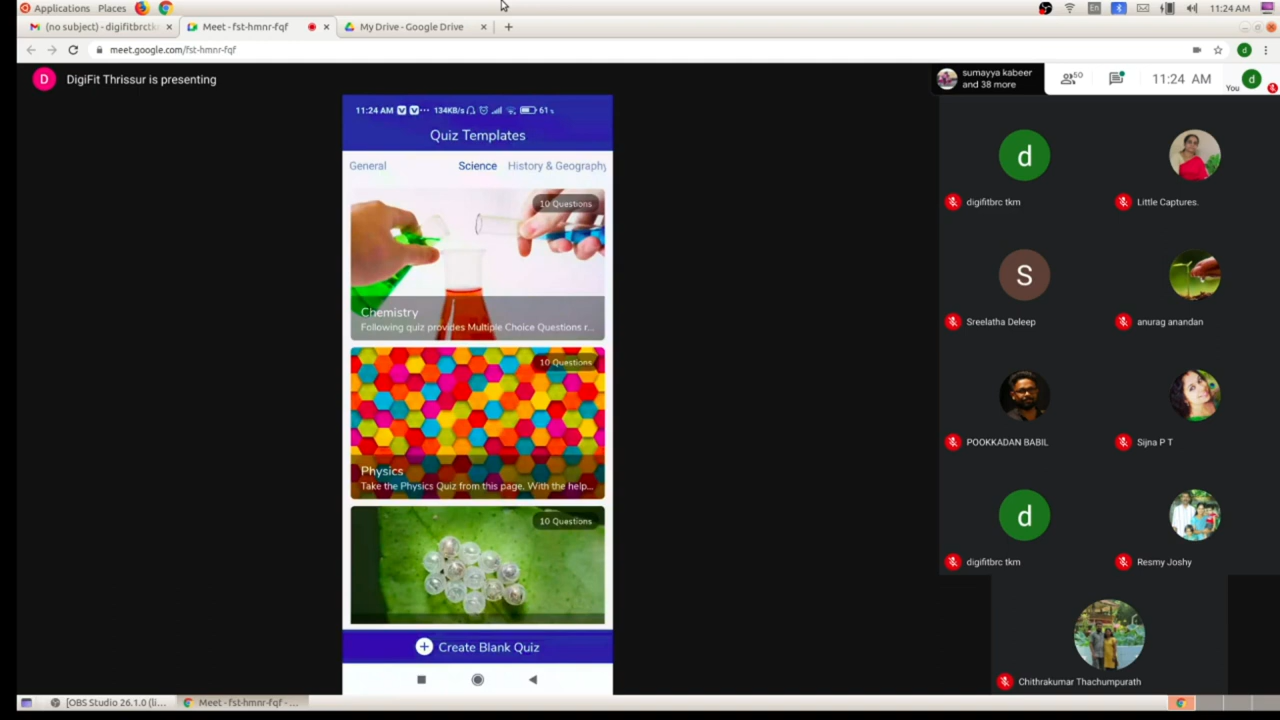 Applications Places
En
11:24 AM
(no subject) - digifitbrctk
Meet - fst-hmnr-fqf
My Drive - Google Drive
meet.google.com/fst-hmnr-fqf
d
D
DigiFit Thrissur is presenting
sumayya kabeer
and 38 more
60
11:24 AM
You
d
11:24 AM
134KB/s
61
Quiz Templates
General
Science
History & Geography
10 Questions
Chemistry
Following quiz provides Multiple Choice Questions r...
10 Questions
Physics
Take the Physics Quiz from this page, With the help...
10 Questions
Create Blank Quiz
d
digifitbrc tkm
Little Captures.
S
Sreelatha Deleep
anurag anandan
POOKKADAN BABIL
Sijna P T
d
digifitbrc tkm
Resmy Joshy
Chithrakumar Thachumpurath
[OBS Studio 26.1.0 (li...
Meet - fst-hmnr-fqf - ...